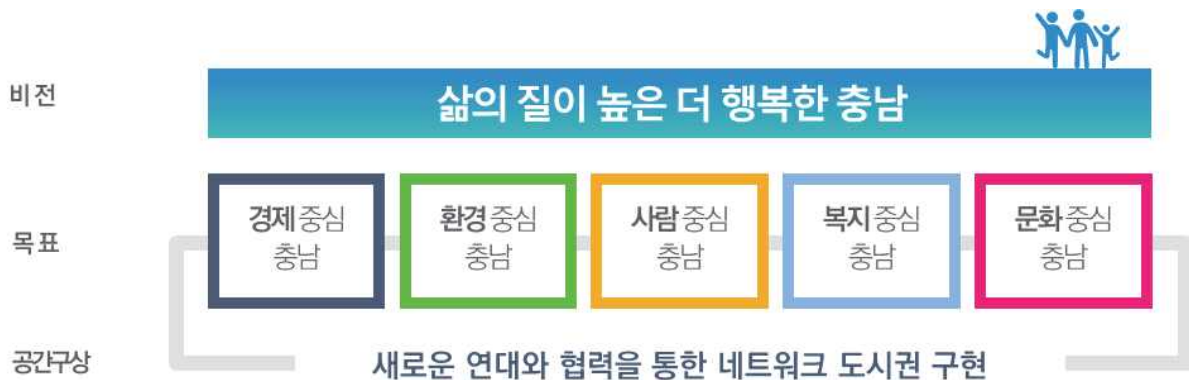 비전
삶의 질이 높은 더 행복한 충남
목표
경제 중심
충남
환경 중심
충남
사람 중심
충남
복지 중심
충남
문화 중심
충남
공간구상
새로운 연대와 협력을 통한 네트워크 도시권 구현